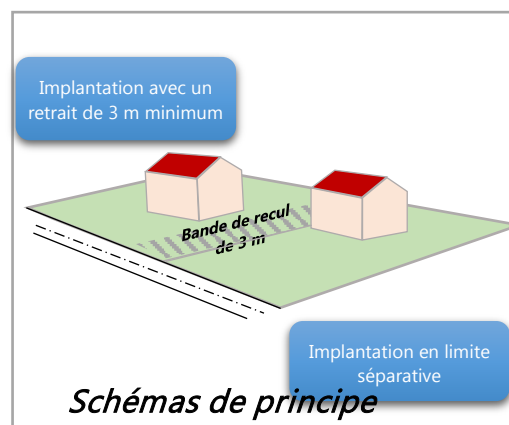 Implantation avec un
retrait de 3 m minimum
Bande de recul
de 3 m
Implantation en limite
séparative
Schémas de principe